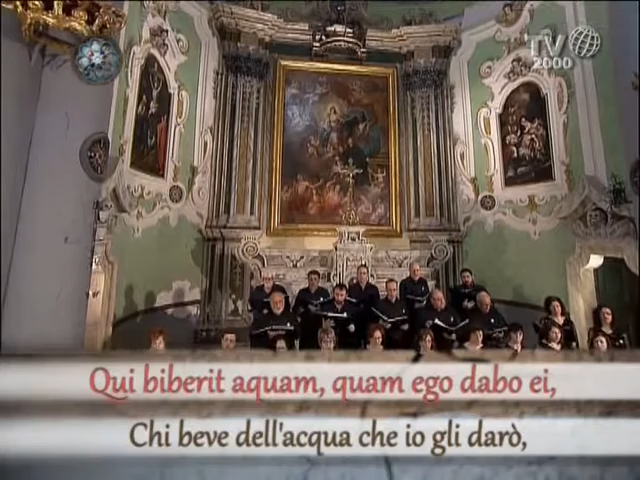 TV
2000
Qui biberit aquam, quam ego dabo ei,
Chi beve dell'acqua che io gli darò,